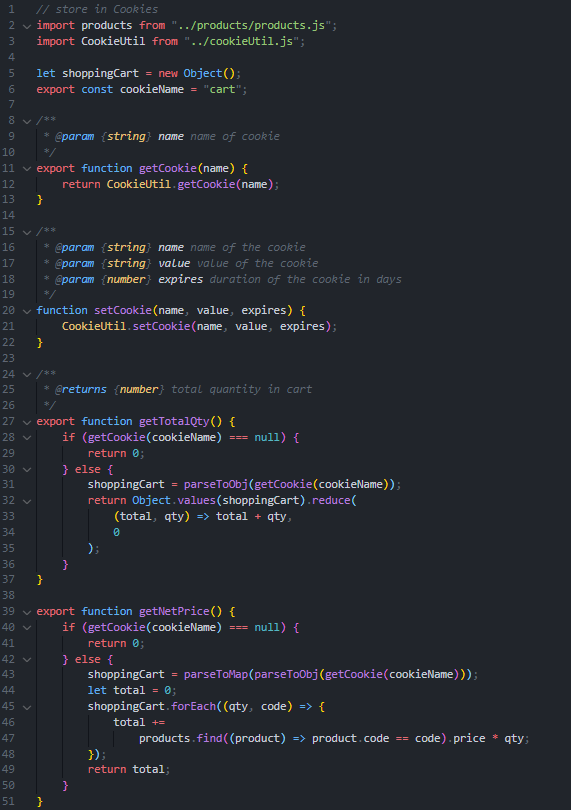 1 // store in Cookies
2 import products from "../products/products.js";
3 import CookieUtil from "../cookieUtil.js";
4
5 let shoppingCart = new Object();
6 export const cookieName = "cart";
7
8 /**
9  * @param {string} name name of cookie
10  */
11 export function getCookie(name) {
12     return CookieUtil.getCookie(name);
13 }
14
15 /**
16  * @param {string} name name of the cookie
17  * @param {string} value value of the cookie
18  * @param {number} expires duration of the cookie in days
19  */
20 function setCookie(name, value, expires) {
21     CookieUtil.setCookie(name, value, expires);
22 }
23
24 /**
25  * @returns {number} total quantity in cart
26  */
27 export function getTotalQty() {
28     if (getCookie(cookieName) === null) {
29         return 0;
30     } else {
31         shoppingCart = parseToObj(getCookie(cookieName));
32         return Object.values(shoppingCart).reduce(
33             (total, qty) => total + qty,
34             0
35         );
36     }
37 }
38
39 export function getNetPrice() {
40     if (getCookie(cookieName) === null) {
41         return 0;
42     } else {
43         shoppingCart = parseToMap(parseToObj(getCookie(cookieName)));
44         let total = 0;
45         shoppingCart.forEach((qty, code) => {
46             total +=
47                 products.find((product) => product.code == code).price * qty;
48         });
49         return total;
50     }
51 }